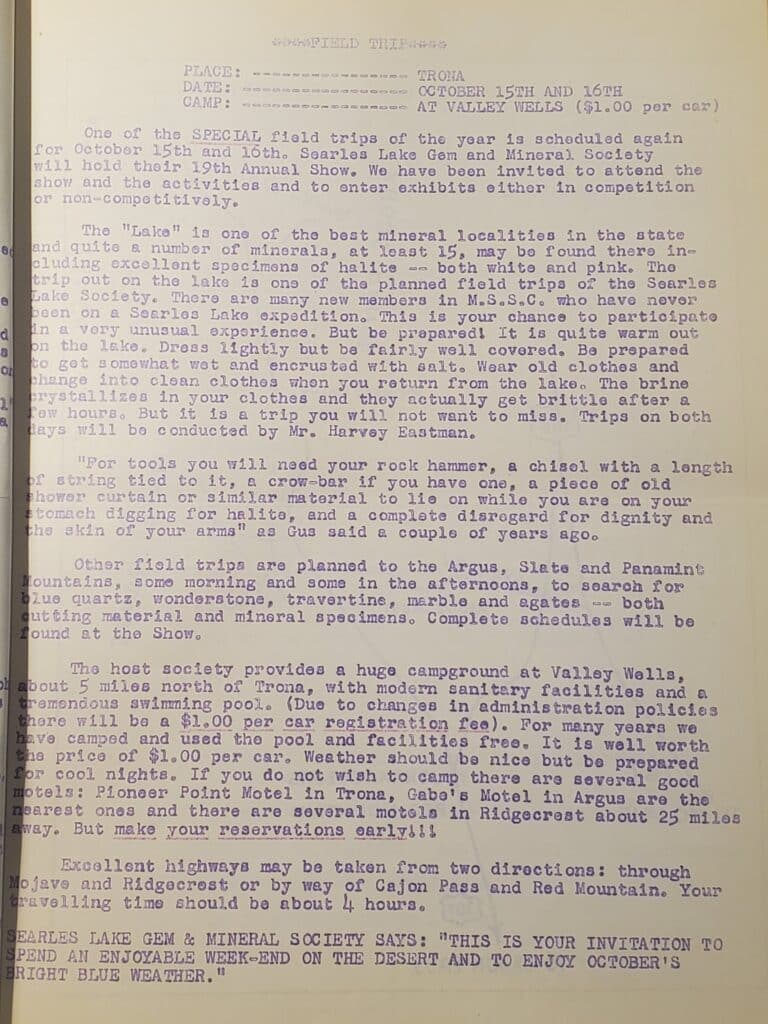 ****FIELD TRIP****
PLACE: ---------------- TRONA
DATE: ----------------- OCTOBER 15TH AND 16TH
CAMP: ----------------- AT VALLEY WELLS ($1.00 per car)
One of the SPECIAL field trips of the year is scheduled again
for October 15th and 16th. Searles Lake Gem and Mineral Society
will hold their 19th Annual Show. We have been invited to attend the
show and the activities and to enter exhibits either in competition
or non-competitively.
The "Lake" is one of the best mineral localities in the state
and quite a number of minerals, at least 15, may be found there in-
cluding excellent specimens of halite -- both white and pink. The
trip out on the lake is one of the planned field trips of the Searles
Lake Society. There are many new members in M.S.S.C. who have never
been on a Searles Lake expedition. This is your chance to participate
in a very unusual experience. But be prepared! It is quite warm out
on the lake. Dress lightly but be fairly well covered. Be prepared
to get somewhat wet and encrusted with salt. Wear old clothes and
change into clean clothes when you return from the lake. The brine
crystallizes in your clothes and they actually get brittle after a
few hours. But it is a trip you will not want to miss. Trips on both
days will be conducted by Mr. Harvey Eastman.
"For tools you will need your rock hammer, a chisel with a length
of string tied to it, a crow-bar if you have one, a piece of old
shower curtain or similar material to lie on while you are on your
stomach digging for halite, and a complete disregard for dignity and
the skin of your arms" as Gus said a couple of years ago.
Other field trips are planned to the Argus, Slate and Panamint
Mountains, some morning and some in the afternoons, to search for
blue quartz, wonderstone, travertine, marble and agates -- both
cutting material and mineral specimens. Complete schedules will be
found at the Show.
The host society provides a huge campground at Valley Wells,
about 5 miles north of Trona, with modern sanitary facilities and a
tremendous swimming pool. (Due to changes in administration policies
there will be a $1.00 per car registration fee). For many years we
have camped and used the pool and facilities free. It is well worth
the price of $1.00 per car. Weather should be nice but be prepared
for cool nights. If you do not wish to camp there are several good
motels: Pioneer Point Motel in Trona, Gabe's Motel in Argus are the
nearest ones and there are several motels in Ridgecrest about 25 miles
away. But make your reservations early!!!
Excellent highways may be taken from two directions: through
Mojave and Ridgecrest or by way of Cajon Pass and Red Mountain. Your
travelling time should be about 4 hours.
SEARLES LAKE GEM & MINERAL SOCIETY SAYS: "THIS IS YOUR INVITATION TO
SPEND AN ENJOYABLE WEEK-END ON THE DESERT AND TO ENJOY OCTOBER'S
BRIGHT BLUE WEATHER."